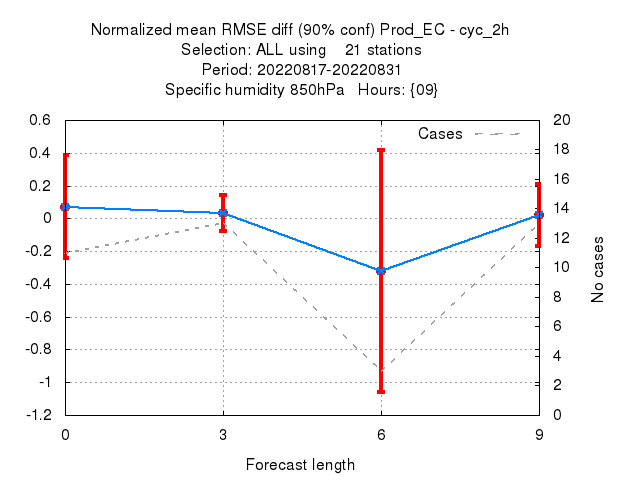 Normalized mean RMSE diff (90% conf) Prod_EC - cyc_2h
Selection: ALL using    21 stations
Period: 20220817-20220831
Specific humidity 850hPa   Hours: {09}
0.6
0.4
0.2
0
-0.2
-0.4
-0.6
-0.8
-1
-1.2
Cases
20
18
16
14
12
10
8
6
4
2
0
No cases
0 3 6 9
Forecast length